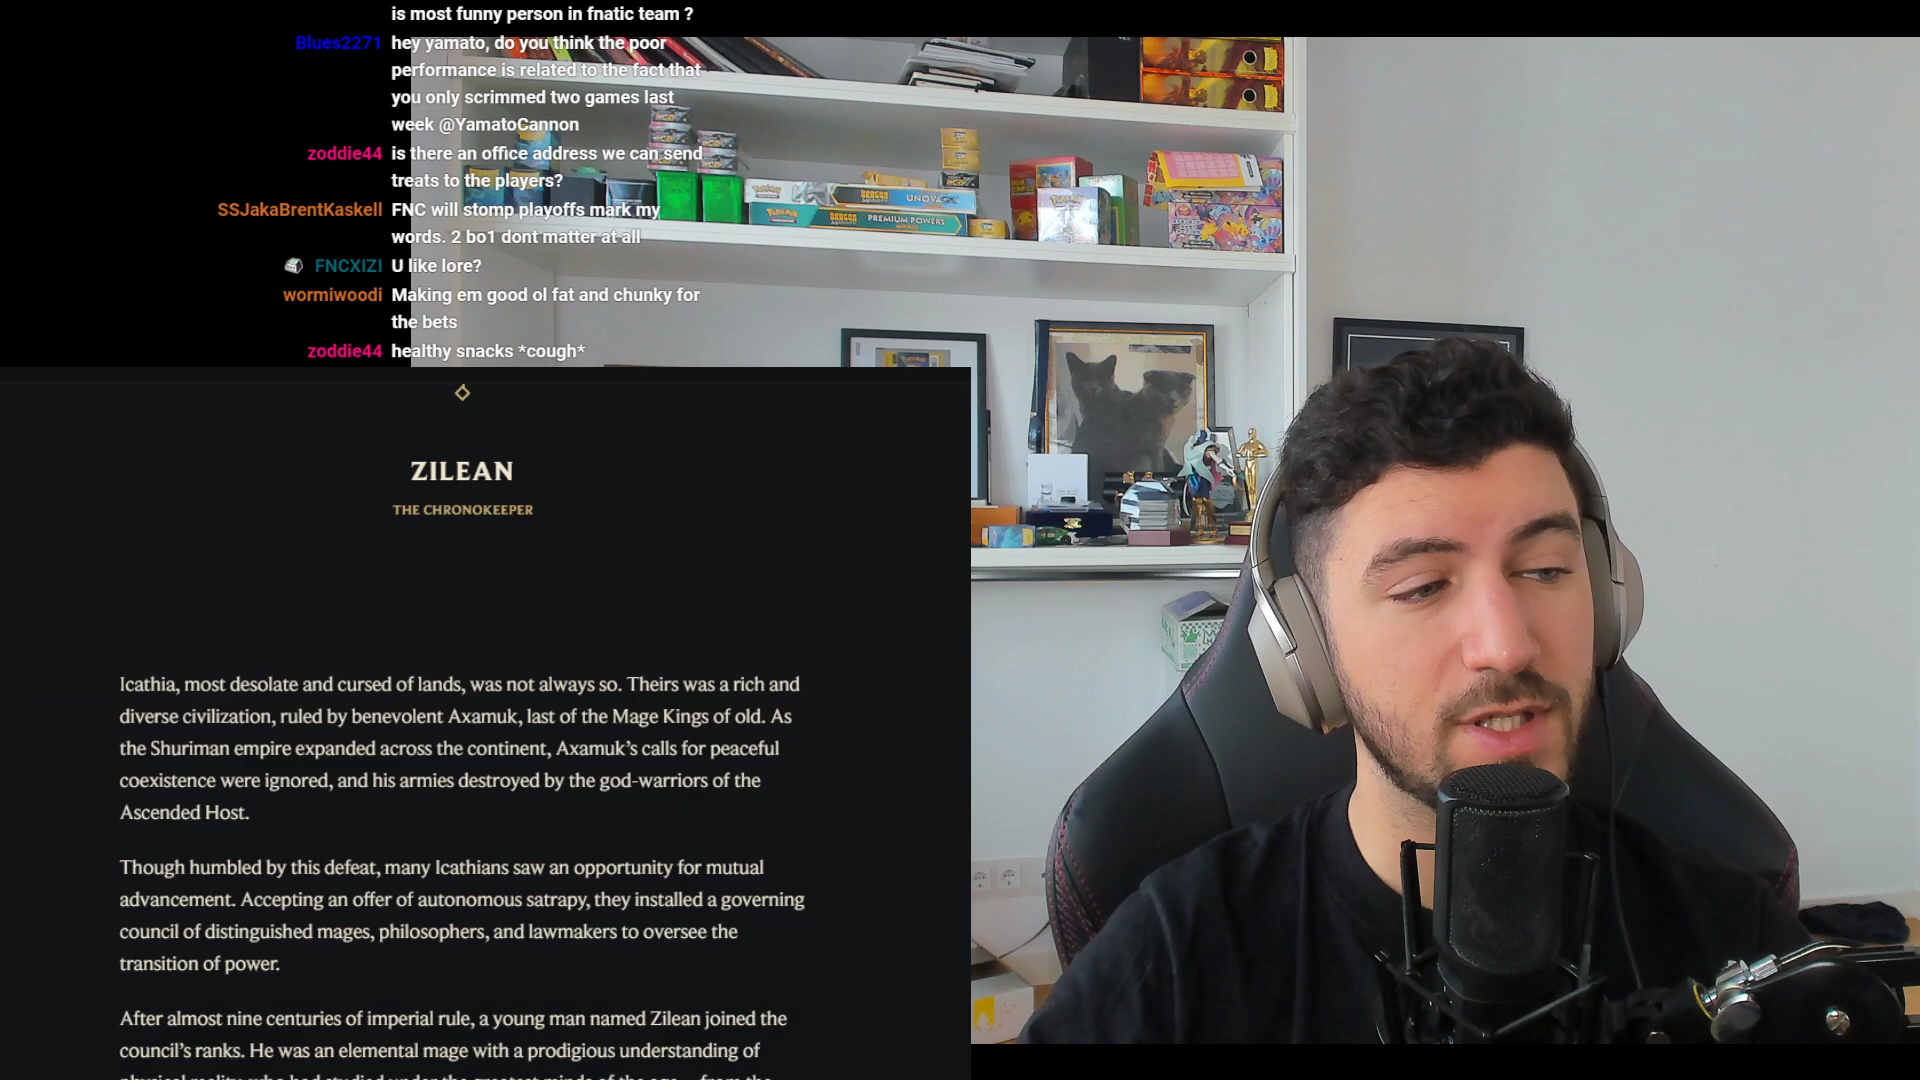 is most funny person in fnatic team ?
Blues2271 hey yamato, do you think the poor
performance is related to the fact that
you only scrimmed two games last
week @YamatoCannon
zoddie44 is there an office address we can send
treats to the players?
SSJakaBrentKaskell FNC will stomp playoffs mark my
words. 2 bo1 dont matter at all
FNCXIZI U like lore?
wormiwoodi Making em good ol fat and chunky for
the bets
zoddie44 healthy snacks *cough*
UNOVA
PREMIUM POWERS
ZILEAN
THE CHRONOKEEPER
Icathia, most desolate and cursed of lands, was not always so. Theirs was a rich and
diverse civilization, ruled by benevolent Axamuk, last of the Mage Kings of old. As
the Shuriman empire expanded across the continent, Axamuk’s calls for peaceful
coexistence were ignored, and his armies destroyed by the god-warriors of the
Ascended Host.
Though humbled by this defeat, many Icathians saw an opportunity for mutual
advancement. Accepting an offer of autonomous satrapy, they installed a governing
council of distinguished mages, philosophers, and lawmakers to oversee the
transition of power.
After almost nine centuries of imperial rule, a young man named Zilean joined the
council’s ranks. He was an elemental mage with a prodigious understanding of